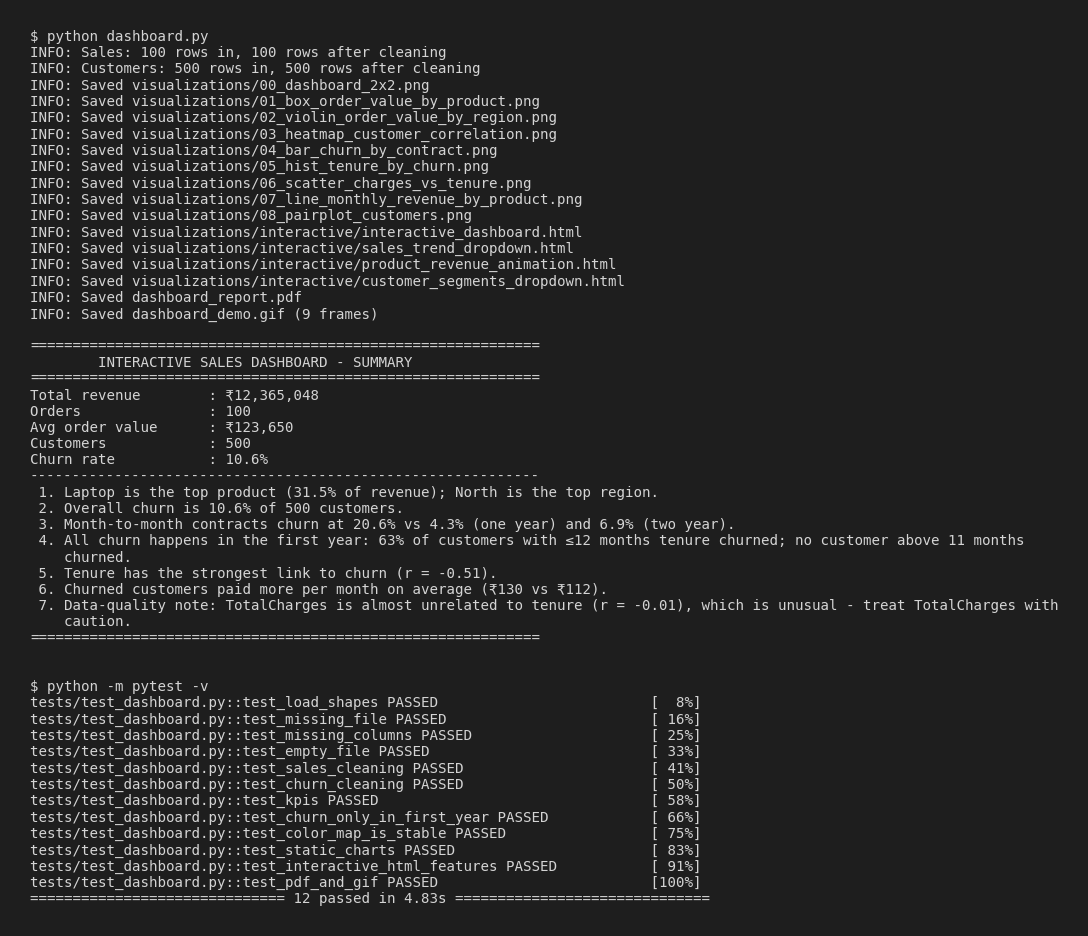 $ python dashboard.py
INFO: Sales: 100 rows in, 100 rows after cleaning
INFO: Customers: 500 rows in, 500 rows after cleaning
INFO: Saved visualizations/00_dashboard_2x2.png
INFO: Saved visualizations/01_box_order_value_by_product.png
INFO: Saved visualizations/02_violin_order_value_by_region.png
INFO: Saved visualizations/03_heatmap_customer_correlation.png
INFO: Saved visualizations/04_bar_churn_by_contract.png
INFO: Saved visualizations/05_hist_tenure_by_churn.png
INFO: Saved visualizations/06_scatter_charges_vs_tenure.png
INFO: Saved visualizations/07_line_monthly_revenue_by_product.png
INFO: Saved visualizations/08_pairplot_customers.png
INFO: Saved visualizations/interactive/interactive_dashboard.html
INFO: Saved visualizations/interactive/sales_trend_dropdown.html
INFO: Saved visualizations/interactive/product_revenue_animation.html
INFO: Saved visualizations/interactive/customer_segments_dropdown.html
INFO: Saved dashboard_report.pdf
INFO: Saved dashboard_demo.gif (9 frames)
============================================================
        INTERACTIVE SALES DASHBOARD - SUMMARY
============================================================
Total revenue        : ₹12,365,048
Orders               : 100
Avg order value      : ₹123,650
Customers            : 500
Churn rate           : 10.6%
------------------------------------------------------------
 1. Laptop is the top product (31.5% of revenue); North is the top region.
 2. Overall churn is 10.6% of 500 customers.
 3. Month-to-month contracts churn at 20.6% vs 4.3% (one year) and 6.9% (two year).
 4. All churn happens in the first year: 63% of customers with ≤12 months tenure churned; no customer above 11 months
    churned.
 5. Tenure has the strongest link to churn (r = -0.51).
 6. Churned customers paid more per month on average (₹130 vs ₹112).
 7. Data-quality note: TotalCharges is almost unrelated to tenure (r = -0.01), which is unusual - treat TotalCharges with
    caution.
============================================================
$ python -m pytest -v
tests/test_dashboard.py::test_load_shapes PASSED                         [  8%]
tests/test_dashboard.py::test_missing_file PASSED                        [ 16%]
tests/test_dashboard.py::test_missing_columns PASSED                     [ 25%]
tests/test_dashboard.py::test_empty_file PASSED                          [ 33%]
tests/test_dashboard.py::test_sales_cleaning PASSED                      [ 41%]
tests/test_dashboard.py::test_churn_cleaning PASSED                      [ 50%]
tests/test_dashboard.py::test_kpis PASSED                                [ 58%]
tests/test_dashboard.py::test_churn_only_in_first_year PASSED            [ 66%]
tests/test_dashboard.py::test_color_map_is_stable PASSED                 [ 75%]
tests/test_dashboard.py::test_static_charts PASSED                       [ 83%]
tests/test_dashboard.py::test_interactive_html_features PASSED           [ 91%]
tests/test_dashboard.py::test_pdf_and_gif PASSED                         [100%]
============================== 12 passed in 4.83s ==============================